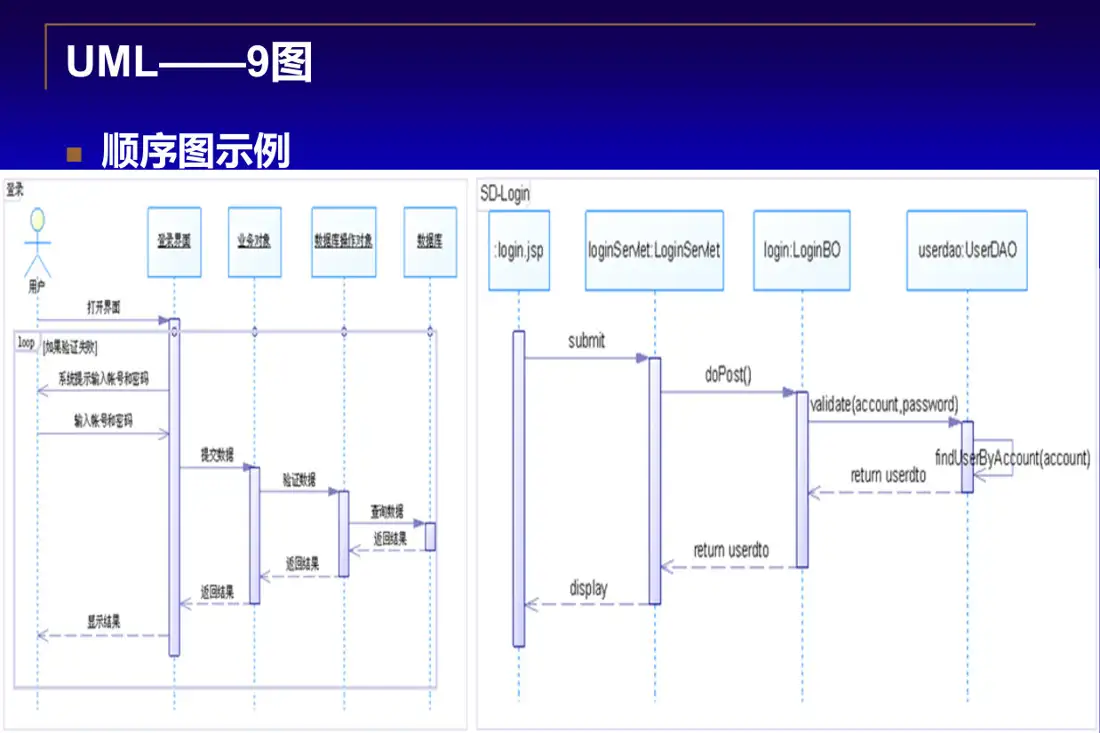 UML——9图
顺序图示例
登录
用户
登录界面
业务对象
数据库操作对象
数据库
打开界面
loop
[如果验证失败]
系统提示输入帐号和密码
输入帐号和密码
提交数据
验证数据
查询数据
返回结果
返回结果
返回结果
显示结果
SD-Login
:login.jsp
loginServlet:LoginServlet
login:LoginBO
userdao:UserDAO
submit
doPost()
validate(account,password)
findUserByAccount(account)
return userdto
return userdto
display